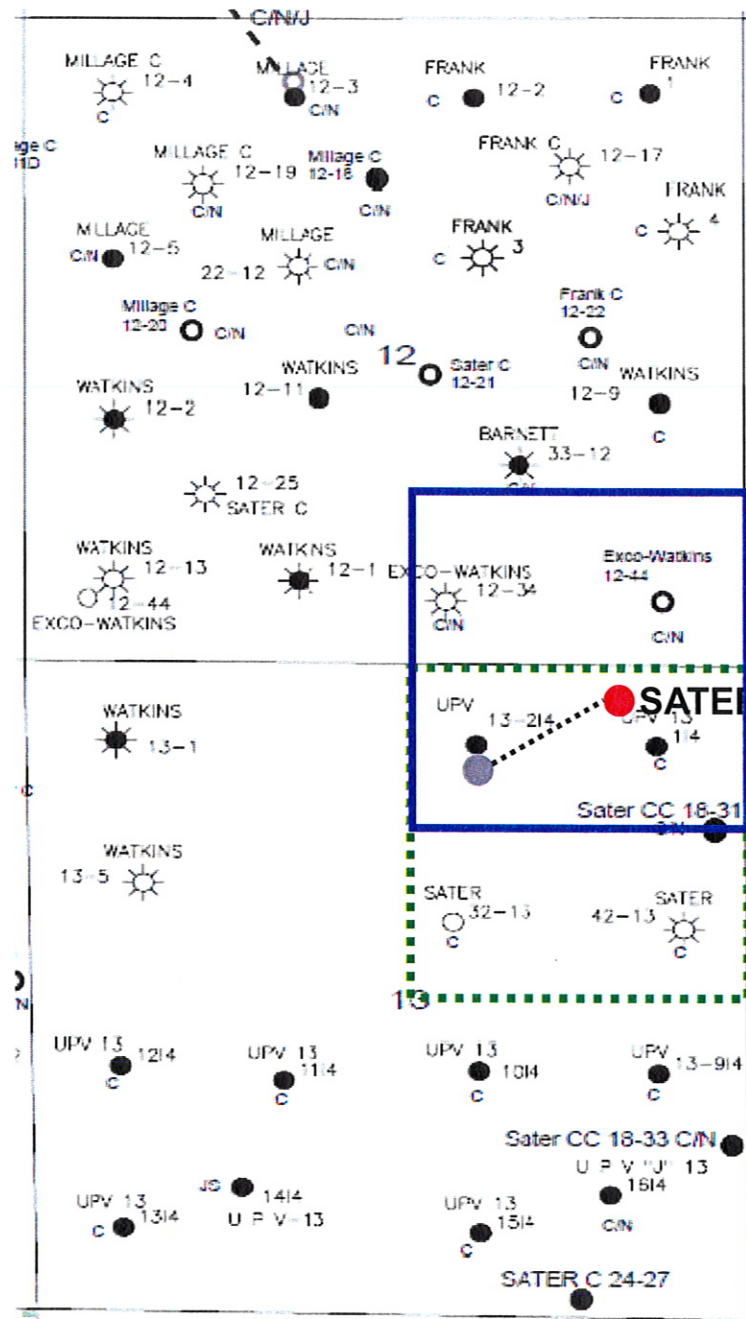 C/N/J
MILLAGE C
12-4
C
MILLAGE
12-3
C/N
FRANK
C
12-2
FRANK
C
1
MILLAGE C
12-19
C/N
Millage C
12-18
C/N
FRANK C
12-17
C/N/J
FRANK
C
4
MILLAGE
C/N
12-5
MILLAGE
22-12
C/N
FRANK
C
3
Millage C
12-20
C/N
C/N
12
Frank C
12-22
C/N
Sater C
12-21
WATKINS
12-2
WATKINS
12-11
WATKINS
12-9
C
BARNETT
33-12
12-25
SATER C
WATKINS
12-13
12-44
EXCO-WATKINS
WATKINS
12-1
EXCO-WATKINS
12-34
C/N
Exco-Watkins
12-44
C/N
WATKINS
13-1
UPV
13-2I4
SATE
UPV 13
1I4
C
Sater CC 18-31
C/N
WATKINS
13-5
SATER
32-13
C
SATER
42-13
C
13
UPV 13
12I4
C
UPV 13
11I4
C
UPV 13
10I4
C
UPV
13-9I4
C
Sater CC 18-33 C/N
U P V "J" 13
16I4
C/N
JS
14I4
U P V-13
UPV 13
C
13I4
UPV 13
15I4
C
SATER C 24-27